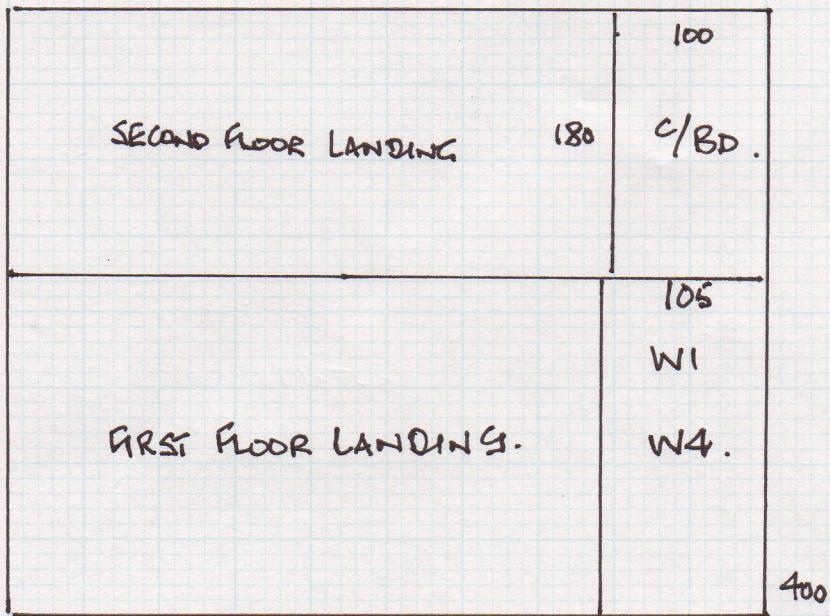 100
SECOND FLOOR LANDING 180 C/BD.
105
W1
FIRST FLOOR LANDING. W4.
400